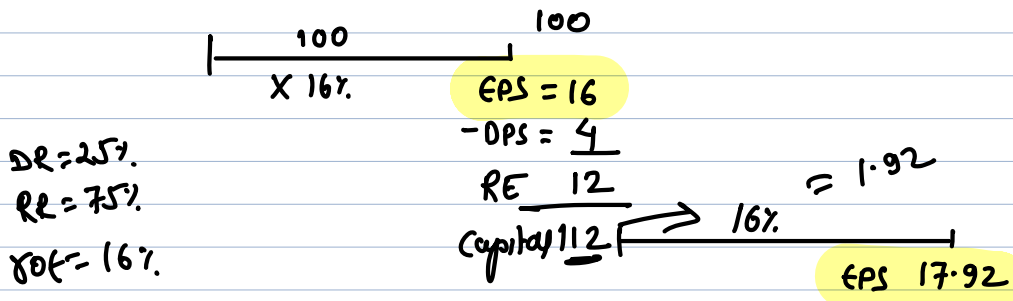 100
100
X 16%
EPS = 16
- DPS = 4
DR = 25%.
RE 12
= 1.92
RR = 75%
16%
Capital 112
ROE = 16%.
EPS 17.92